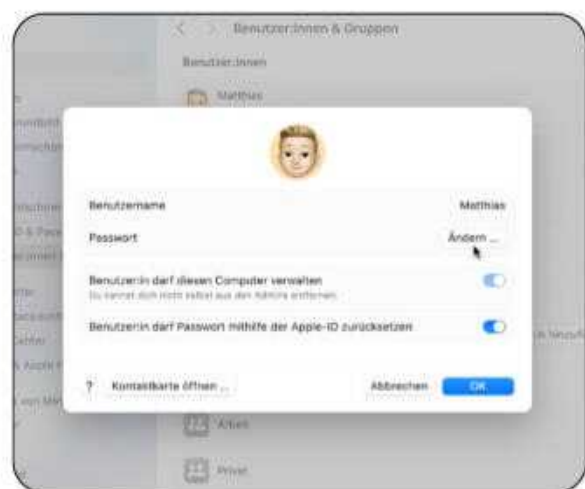 Benutzer:innen & Gruppen
Benutzer:innen
Matthias
Benutzername Matthias
Passwort Ändern ...
Benutzer:in darf diesen Computer verwalten
Du kannst dich nicht selbst aus den Admins entfernen.
Benutzer:in darf Passwort mithilfe der Apple-ID zurücksetzen
? Kontaktkarte öffnen ... Abbrechen OK
Arbeit
Privat